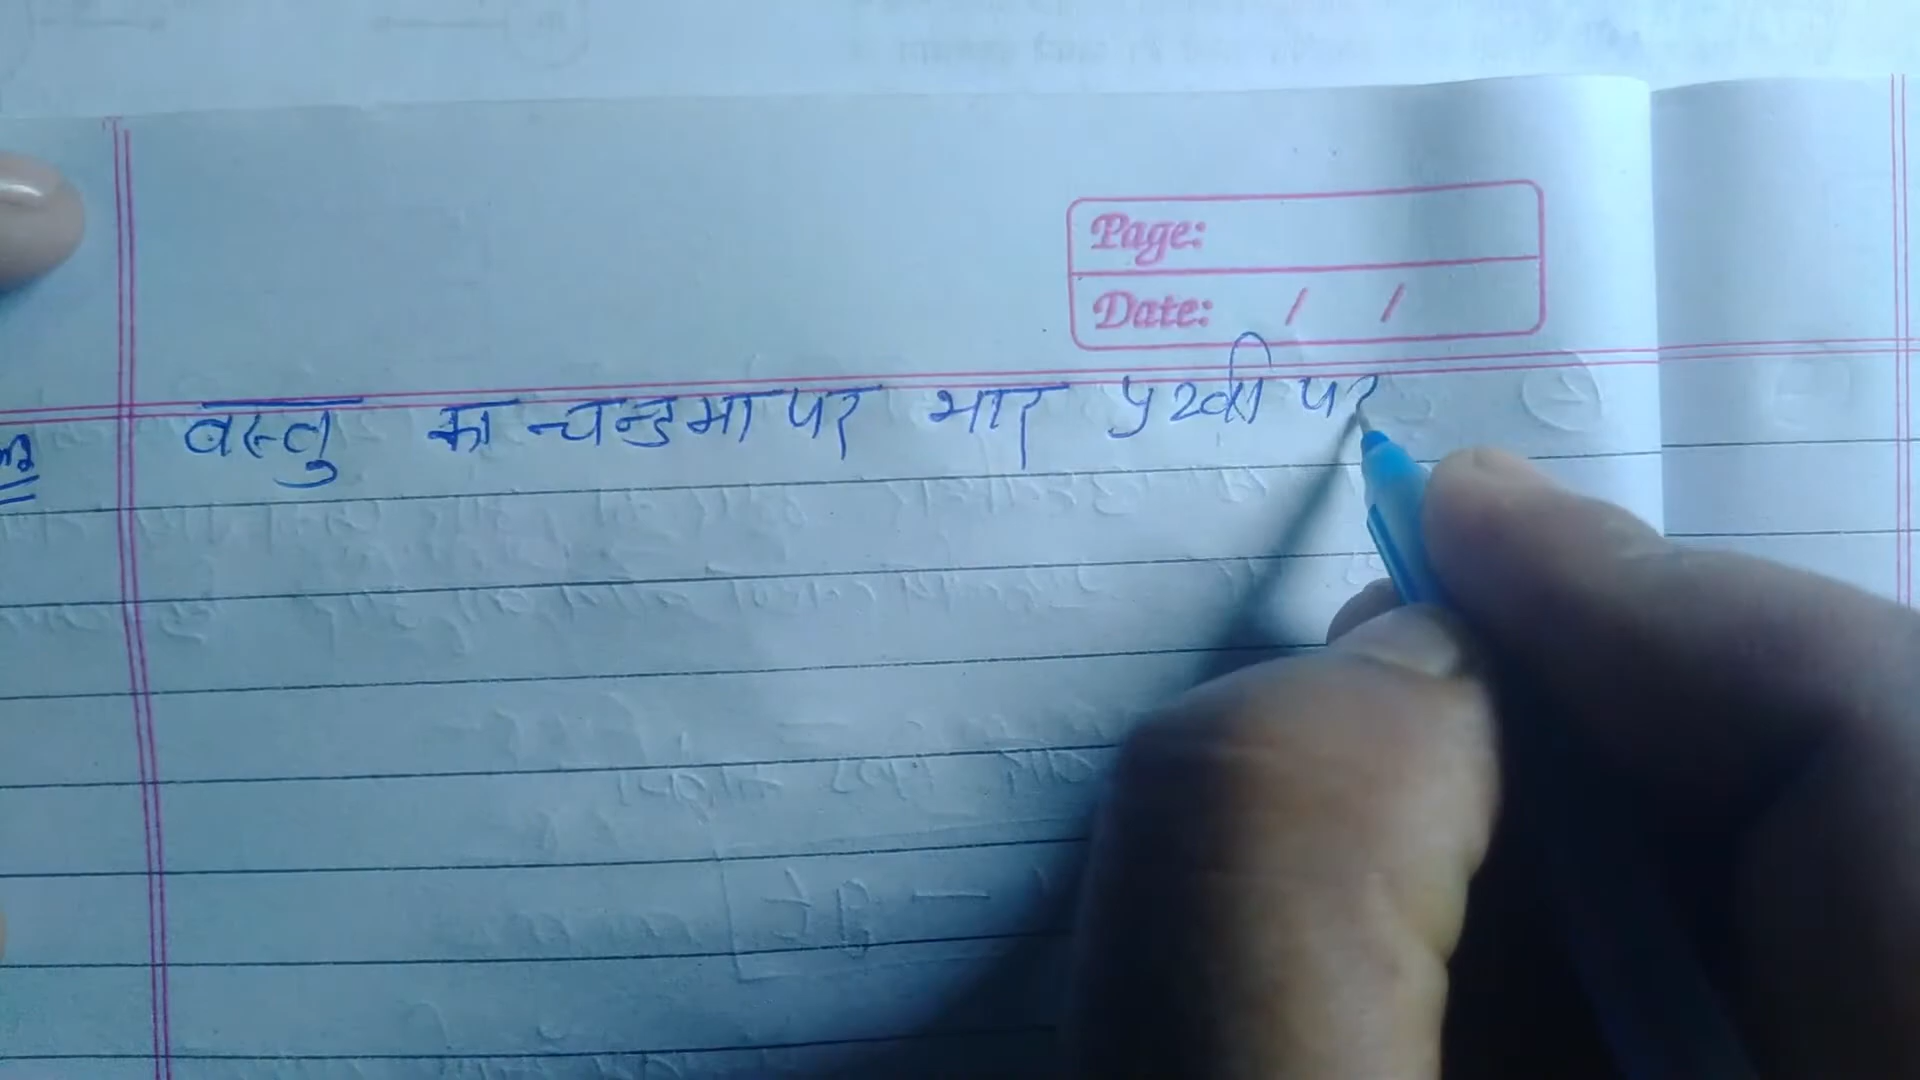 Page:
Date: / /
वस्तु का चन्द्रमा पर भार पृथ्वी पर